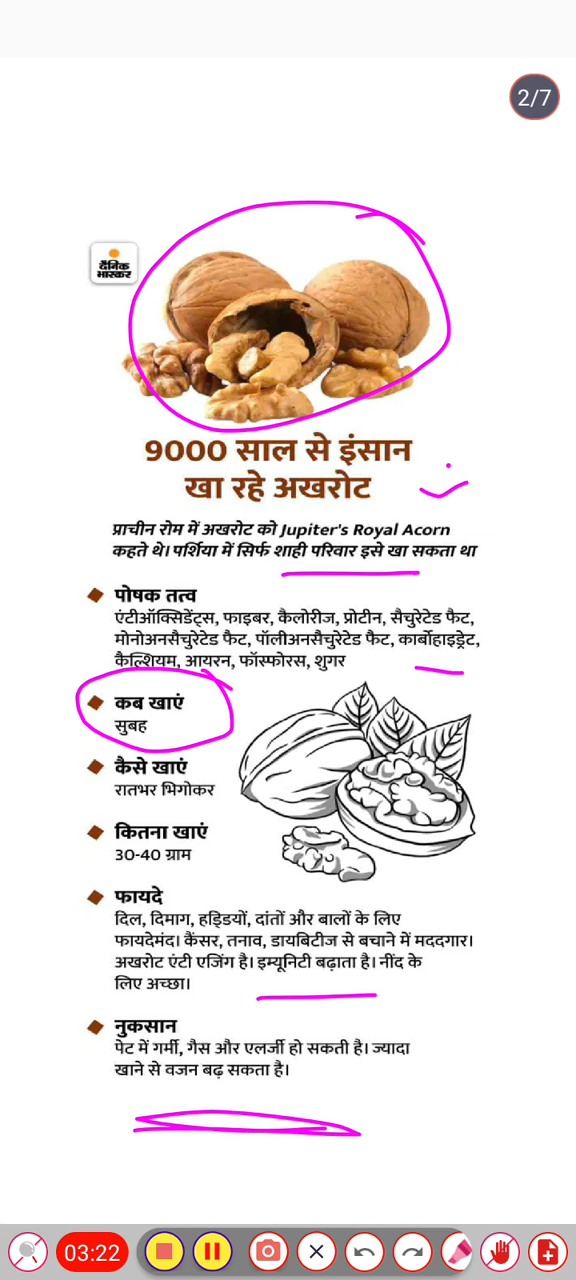 2/7
दैनिक
भास्कर
9000 साल से इंसान
खा रहे अखरोट
प्राचीन रोम में अखरोट को Jupiter's Royal Acorn
कहते थे। पर्शिया में सिर्फ शाही परिवार इसे खा सकता था
पोषक तत्व
एंटीऑक्सिडेंट्स, फाइबर, कैलोरीज, प्रोटीन, सैचुरेटेड फैट,
मोनोअनसैचुरेटेड फैट, पॉलीअनसैचुरेटेड फैट, कार्बोहाइड्रेट,
कैल्शियम, आयरन, फॉस्फोरस, शुगर
कब खाएं
सुबह
कैसे खाएं
रातभर भिगोकर
कितना खाएं
30-40 ग्राम
फायदे
दिल, दिमाग, हड्डियों, दांतों और बालों के लिए
फायदेमंद। कैंसर, तनाव, डायबिटीज से बचाने में मददगार।
अखरोट एंटी एजिंग है। इम्यूनिटी बढ़ाता है। नींद के
लिए अच्छा।
नुकसान
पेट में गर्मी, गैस और एलर्जी हो सकती है। ज्यादा
खाने से वजन बढ़ सकता है।
03:22